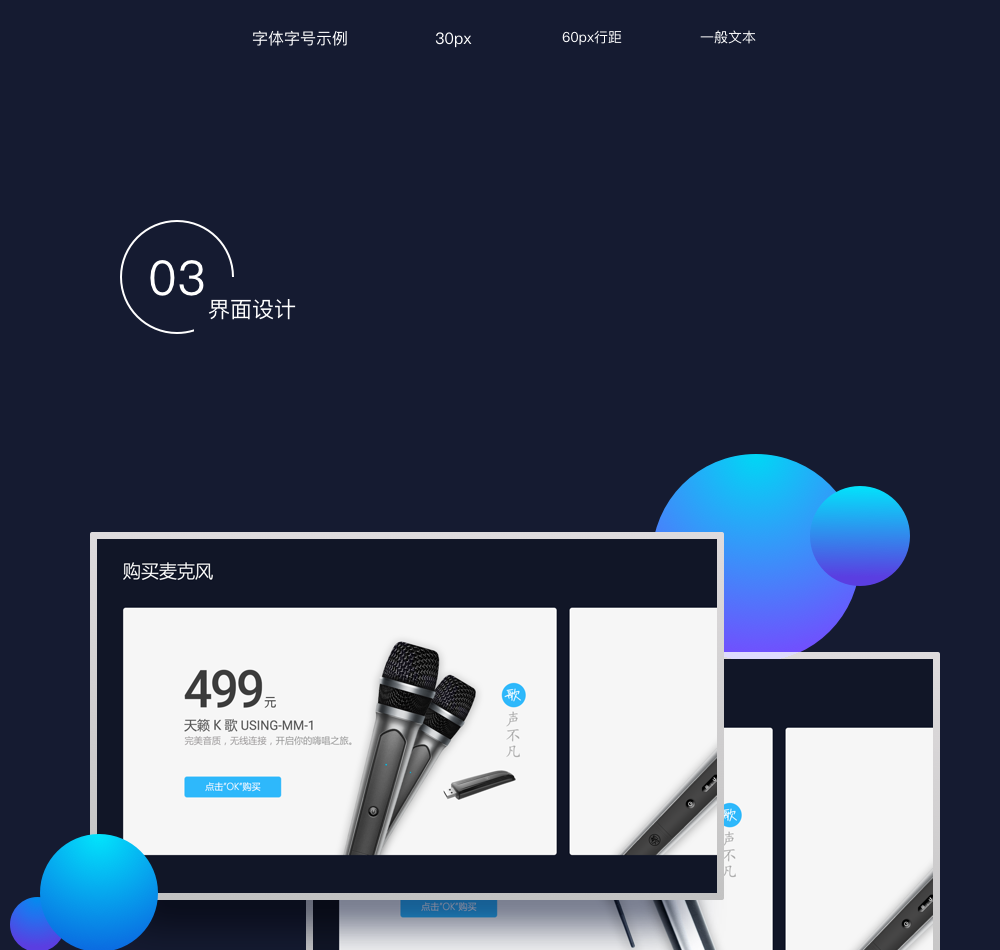 字体字号示例 30px 60px行距 一般文本
03
界面设计
购买麦克风
499元
天籁 K 歌 USING-MM-1
完美音质，无线连接，开启你的嗨唱之旅。
点击“OK”购买
歌
声
不
凡
歌
声
不
凡
点击“OK”购买